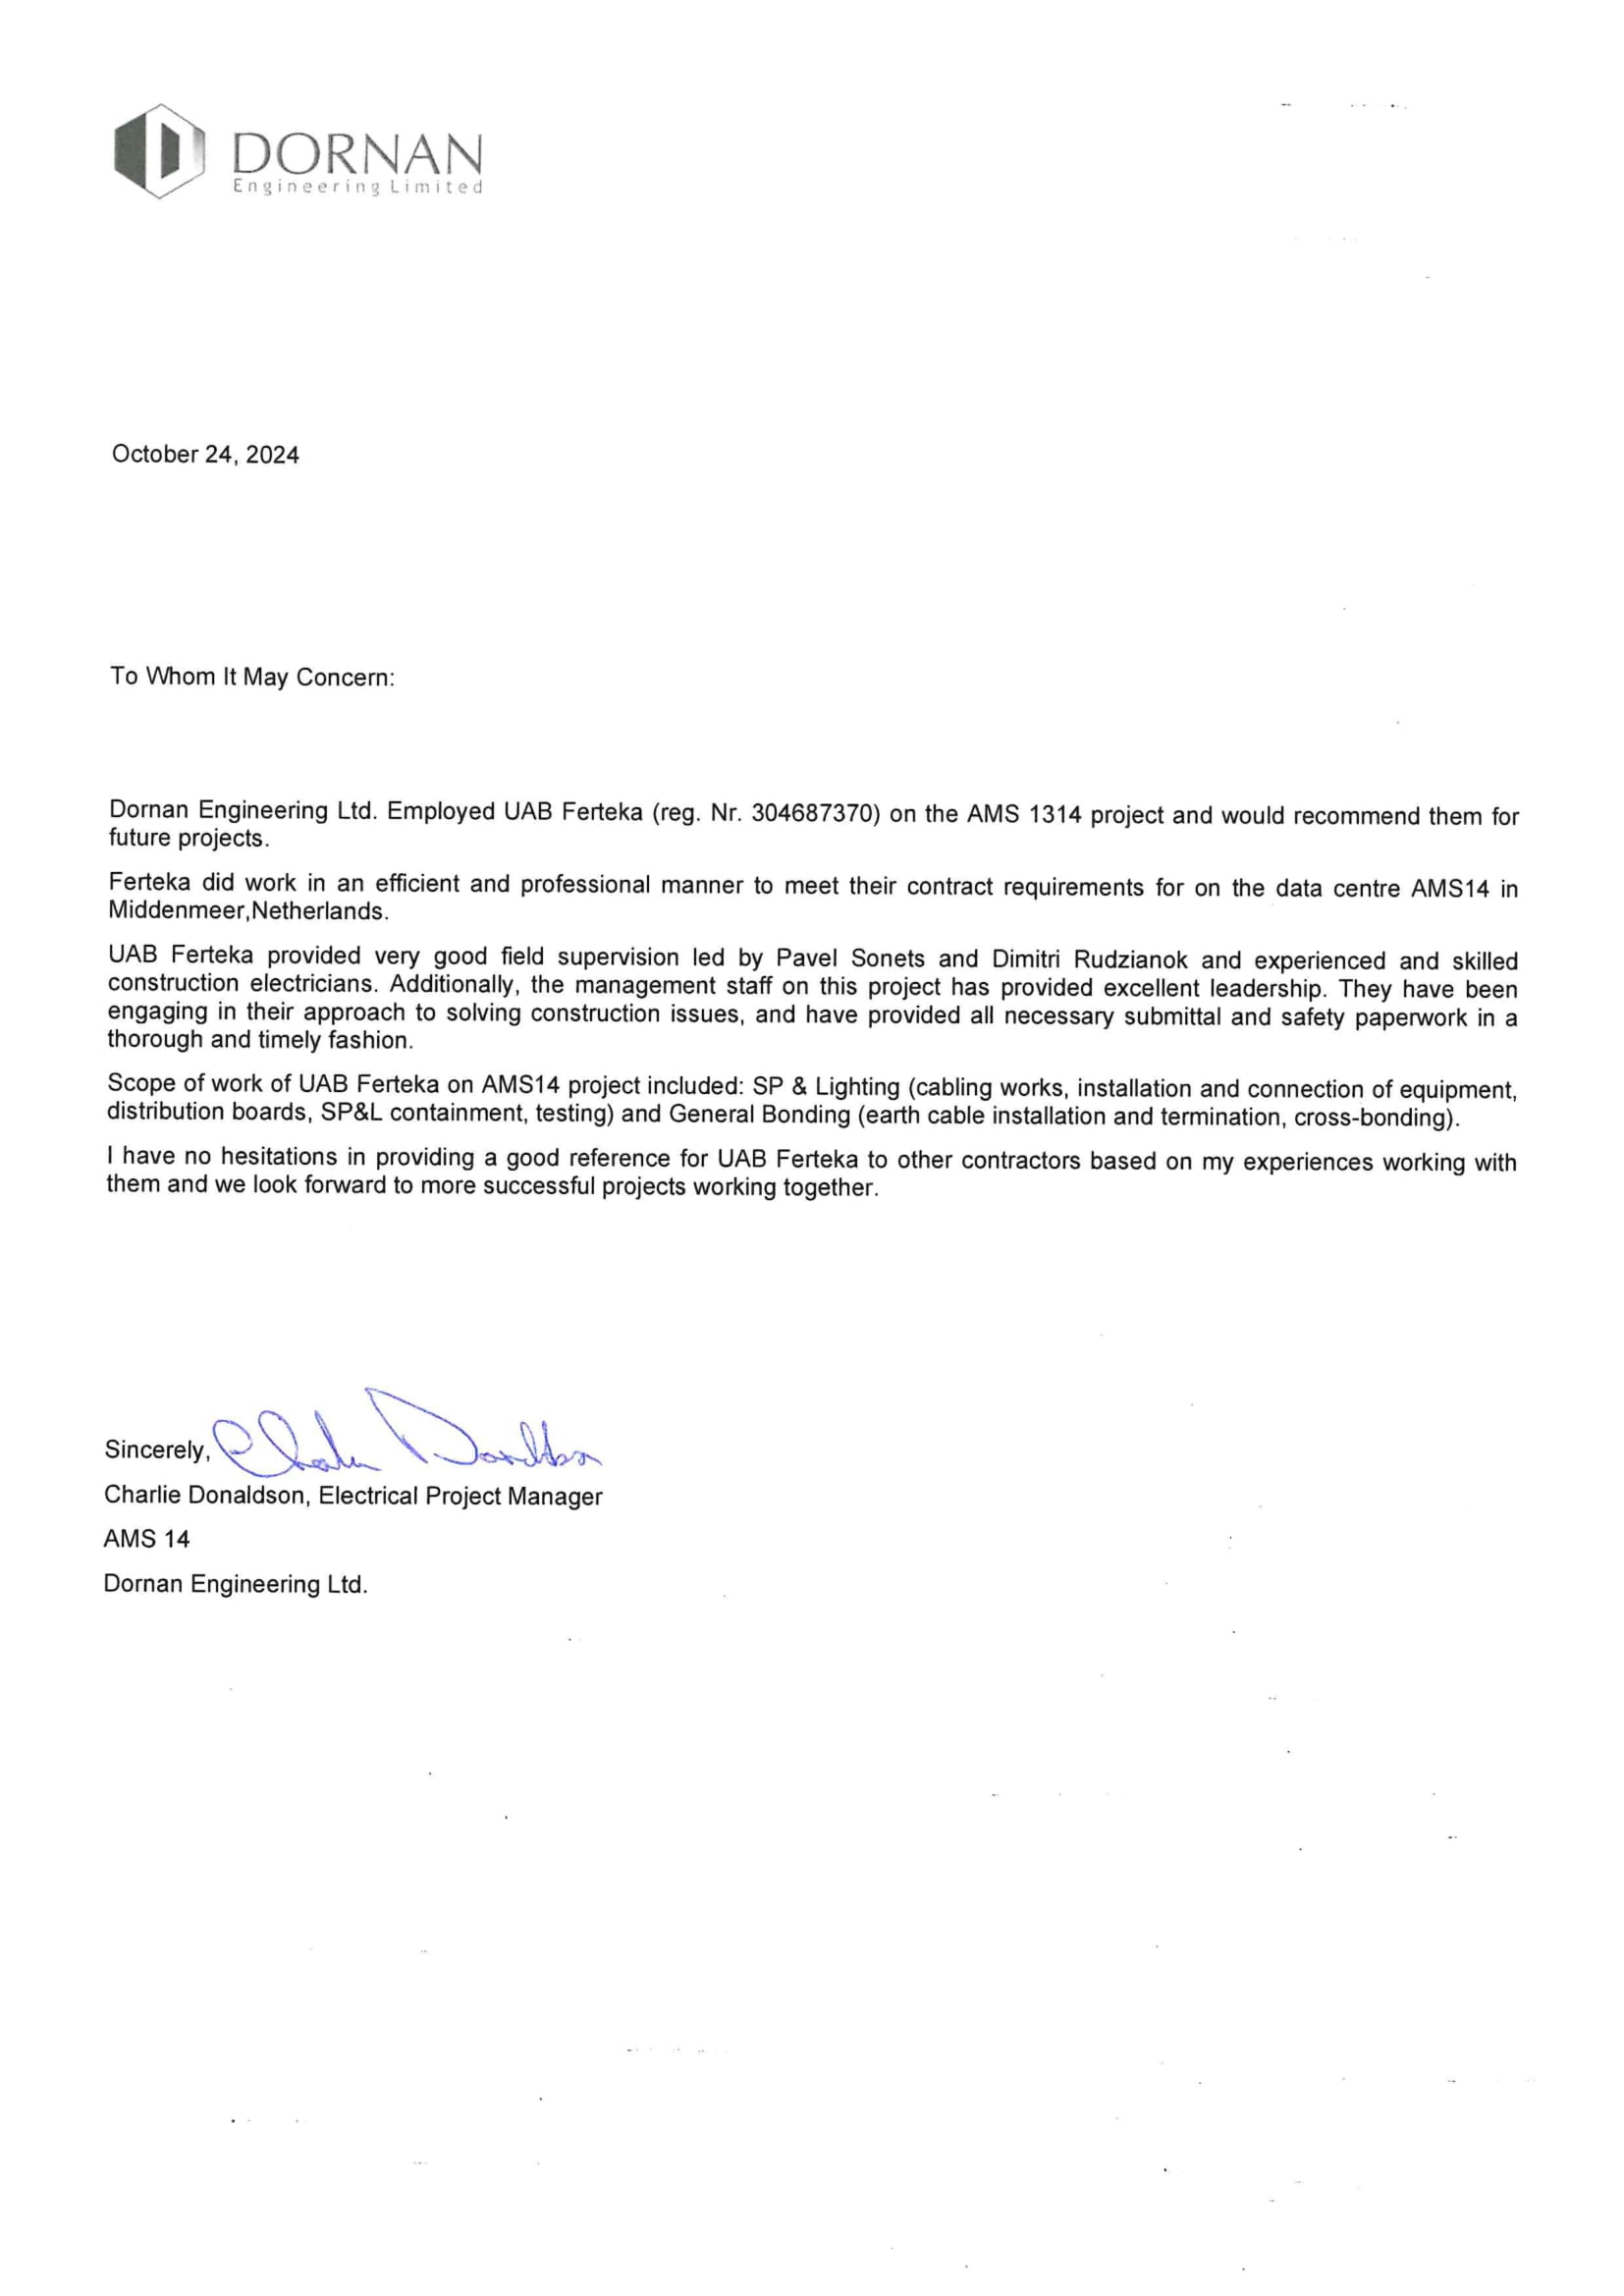 DORNAN
Engineering Limited
October 24, 2024
To Whom It May Concern:
Dornan Engineering Ltd. Employed UAB Ferteka (reg. Nr. 304687370) on the AMS 1314 project and would recommend them for
future projects.
Ferteka did work in an efficient and professional manner to meet their contract requirements for on the data centre AMS14 in
Middenmeer,Netherlands.
UAB Ferteka provided very good field supervision led by Pavel Sonets and Dimitri Rudzianok and experienced and skilled
construction electricians. Additionally, the management staff on this project has provided excellent leadership. They have been
engaging in their approach to solving construction issues, and have provided all necessary submittal and safety paperwork in a
thorough and timely fashion.
Scope of work of UAB Ferteka on AMS14 project included: SP & Lighting (cabling works, installation and connection of equipment,
distribution boards, SP&L containment, testing) and General Bonding (earth cable installation and termination, cross-bonding).
I have no hesitations in providing a good reference for UAB Ferteka to other contractors based on my experiences working with
them and we look forward to more successful projects working together.
Sincerely, Charlie Donaldson
Charlie Donaldson, Electrical Project Manager
AMS 14
Dornan Engineering Ltd.